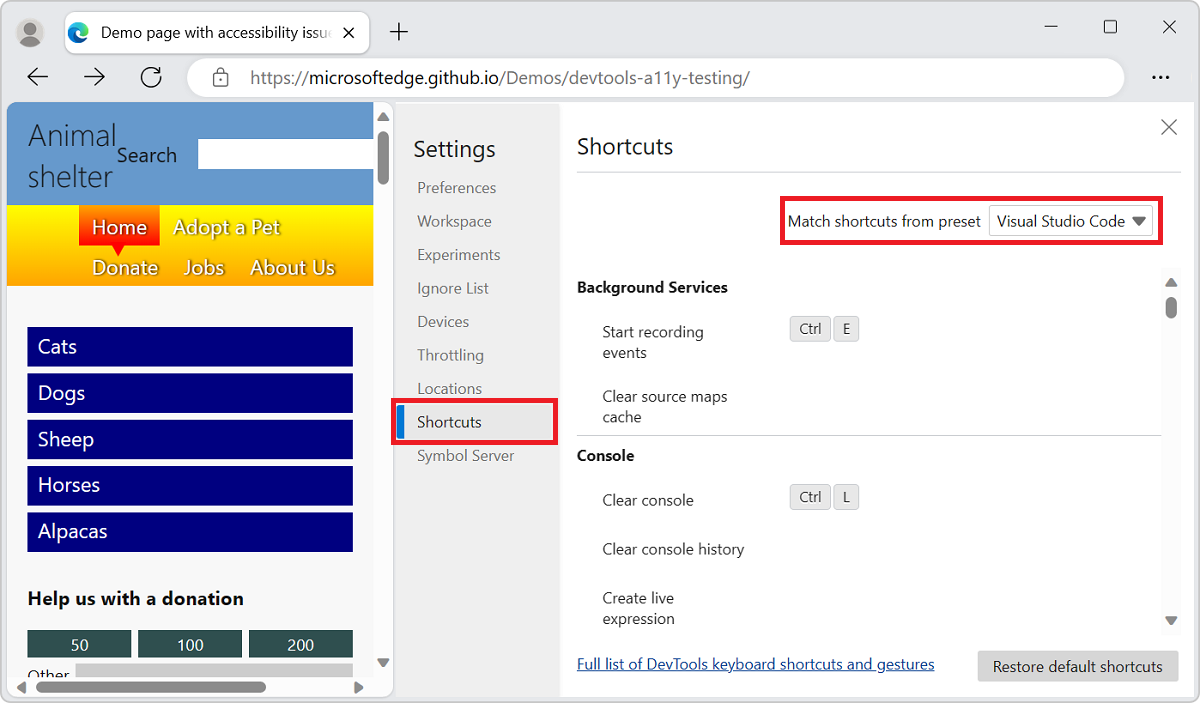 Demo page with accessibility issu
https://microsoftedge.github.io/Demos/devtools-a11y-testing/
Animal
shelter
Search
Home
Adopt a Pet
Donate
Jobs
About Us
Cats
Dogs
Sheep
Horses
Alpacas
Help us with a donation
50
100
200
Other
Settings
Preferences
Workspace
Experiments
Ignore List
Devices
Throttling
Locations
Shortcuts
Symbol Server
Shortcuts
Match shortcuts from preset
Visual Studio Code
Background Services
Start recording
events
Ctrl E
Clear source maps
cache
Console
Clear console
Ctrl L
Clear console history
Create live
expression
Full list of DevTools keyboard shortcuts and gestures
Restore default shortcuts